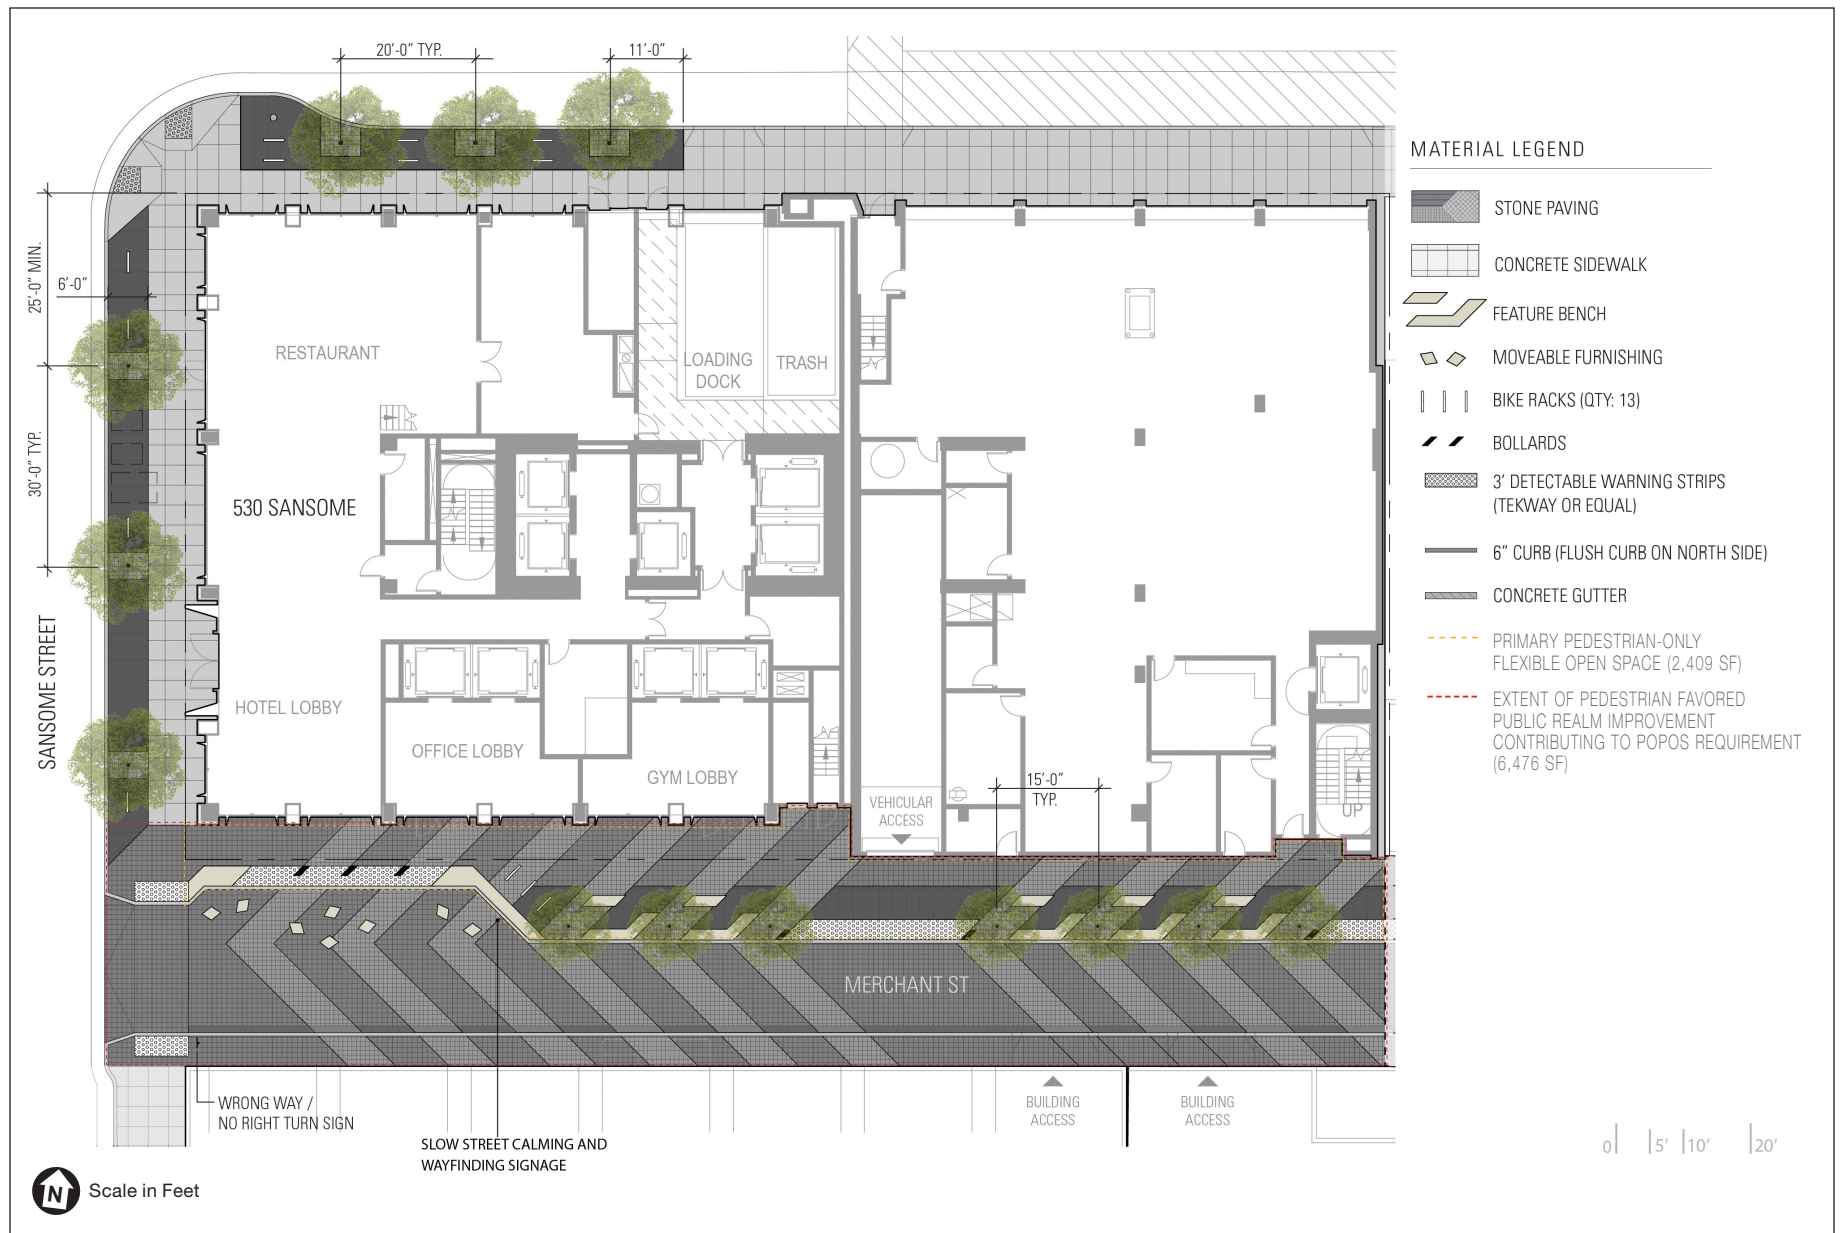 20'-0" TYP.
11'-0"
25'-0" MIN.
6'-0"
30'-0" TYP.
SANSOME STREET
RESTAURANT
LOADING
DOCK
TRASH
530 SANSOME
HOTEL LOBBY
OFFICE LOBBY
GYM LOBBY
VEHICULAR
ACCESS
15'-0"
TYP.
UP
MERCHANT ST
WRONG WAY /
NO RIGHT TURN SIGN
SLOW STREET CALMING AND
WAYFINDING SIGNAGE
BUILDING
ACCESS
BUILDING
ACCESS
MATERIAL LEGEND
STONE PAVING
CONCRETE SIDEWALK
FEATURE BENCH
MOVEABLE FURNISHING
BIKE RACKS (QTY: 13)
BOLLARDS
3' DETECTABLE WARNING STRIPS
(TEKWAY OR EQUAL)
6" CURB (FLUSH CURB ON NORTH SIDE)
CONCRETE GUTTER
PRIMARY PEDESTRIAN-ONLY
FLEXIBLE OPEN SPACE (2,409 SF)
EXTENT OF PEDESTRIAN FAVORED
PUBLIC REALM IMPROVEMENT
CONTRIBUTING TO POPOS REQUIREMENT
(6,476 SF)
0 5' 10' 20'
N
Scale in Feet